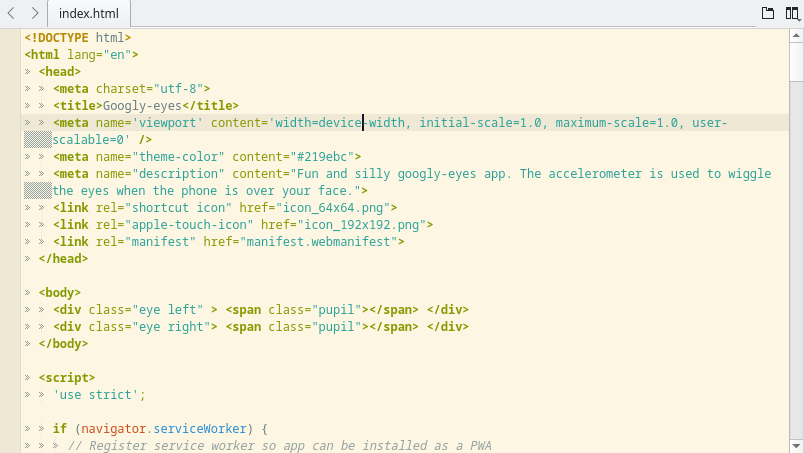 index.html
<!DOCTYPE html>
<html lang="en">
» <head>
» » <meta charset="utf-8">
» » <title>Googly-eyes</title>
» » <meta name='viewport' content='width=device-width, initial-scale=1.0, maximum-scale=1.0, user-
scalable=0' />
» » <meta name="theme-color" content="#219ebc">
» » <meta name="description" content="Fun and silly googly-eyes app. The accelerometer is used to wiggle
the eyes when the phone is over your face.">
» » <link rel="shortcut icon" href="icon_64x64.png">
» » <link rel="apple-touch-icon" href="icon_192x192.png">
» » <link rel="manifest" href="manifest.webmanifest">
» </head>
» <body>
» » <div class="eye left" > <span class="pupil"></span> </div>
» » <div class="eye right"> <span class="pupil"></span> </div>
» </body>
» <script>
» » 'use strict';
» » if (navigator.serviceWorker) {
» » » // Register service worker so app can be installed as a PWA